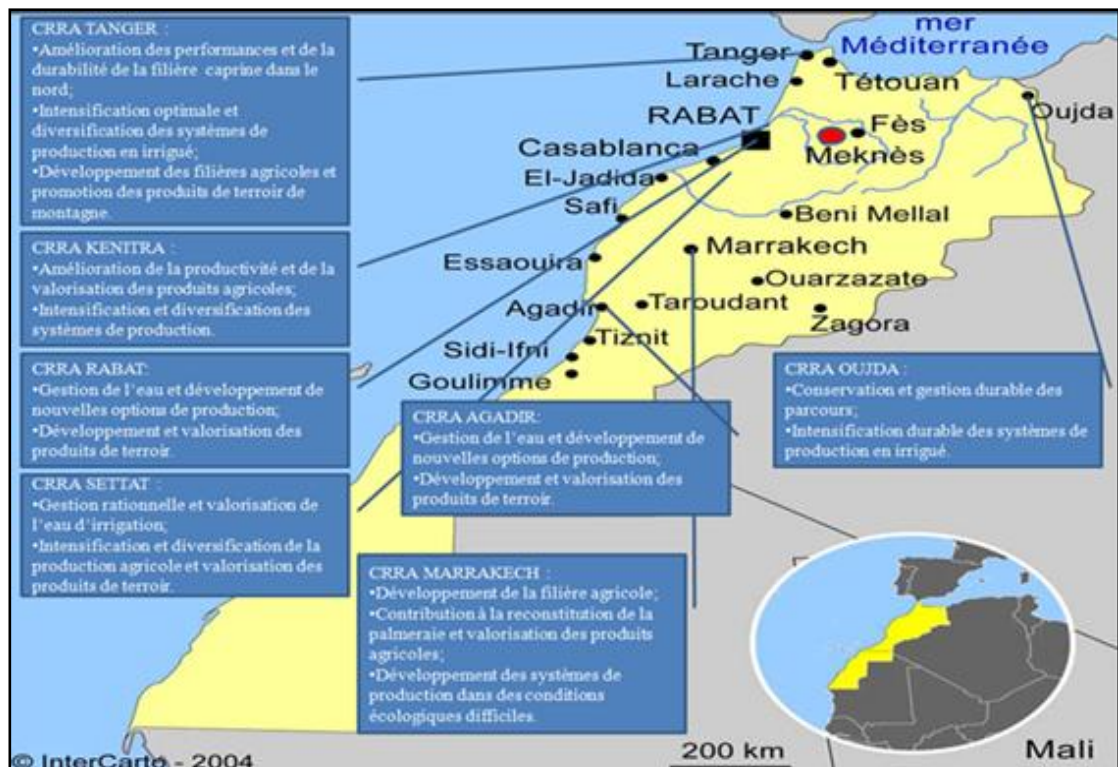 CRRA TANGER :
•Amélioration des performances et de la
durabilité de la filière caprine dans le
nord;
•Intensification optimale et
diversification des systèmes de
production en irrigué;
•Développement des filières agricoles et
promotion des produits de terroir de
montagne.
CRRA KENITRA :
•Amélioration de la productivité et de la
valorisation des produits agricoles;
•Intensification et diversification des
systèmes de production.
CRRA RABAT:
•Gestion de l'eau et développement de
nouvelles options de production;
•Développement et valorisation des
produits de terroir.
CRRA SETTAT :
•Gestion rationnelle et valorisation de
l'eau d'irrigation;
•Intensification et diversification de la
production agricole et valorisation des
produits de terroir.
mer
Méditerranée
Tanger
Tétouan
Larache
Oujda
RABAT
Fès
Meknès
Casablanca
El-Jadida
Safi
Beni Mellal
Marrakech
Essaouira
Ouarzazate
Agadir
Taroudant
Zagora
Tiznit
Sidi-Ifni
Goulimme
CRRA OUJDA :
•Conservation et gestion durable des
parcours;
•Intensification durable des systèmes de
production en irrigué.
CRRA AGADIR:
•Gestion de l'eau et développement de
nouvelles options de production;
•Développement et valorisation des
produits de terroir.
CRRA MARRAKECH :
•Développement de la filière agricole;
•Contribution à la reconstitution de la
palmeraie et valorisation des produits
agricoles;
•Développement des systèmes de
production dans des conditions
écologiques difficiles.
© InterCarto - 2004
200 km
Mali